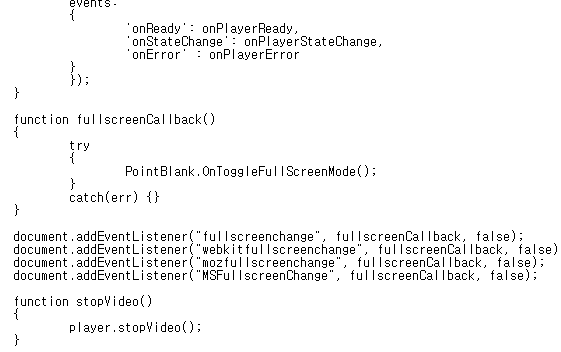 events:
{
'onReady': onPlayerReady,
'onStateChange': onPlayerStateChange,
'onError' : onPlayerError
}
});
}
function fullscreenCallback()
{
try
{
PointBlank.OnToggleFullScreenMode();
}
catch(err) {}
}
document.addEventListener("fullscreenchange", fullscreenCallback, false);
document.addEventListener("webkitfullscreenchange", fullscreenCallback, false)
document.addEventListener("mozfullscreenchange", fullscreenCallback, false);
document.addEventListener("MSFullscreenChange", fullscreenCallback, false);
function stopVideo()
{
player.stopVideo();
}